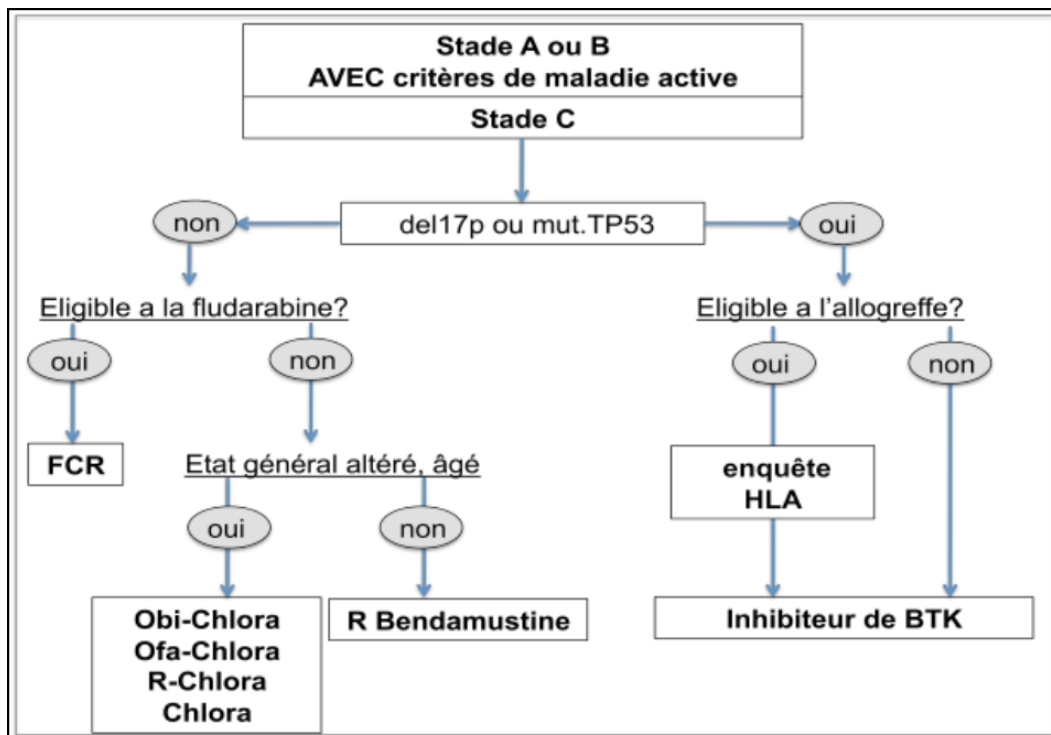 Stade A ou B
AVEC critères de maladie active
Stade C
non
del17p ou mut.TP53
oui
Eligible a la fludarabine?
Eligible a l'allogreffe?
oui
non
oui
non
FCR
Etat général altéré, âgé
enquête
HLA
oui
non
Obi-Chlora
Ofa-Chlora
R-Chlora
Chlora
R Bendamustine
Inhibiteur de BTK